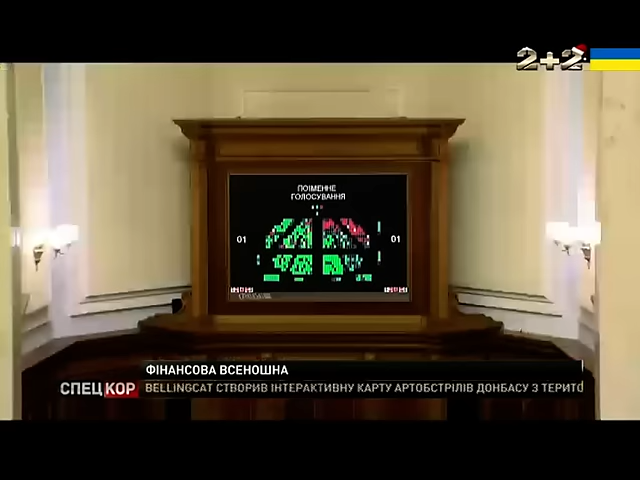 2+2
ПОІМЕННЕ
ГОЛОСУВАННЯ
01
01
ФІНАНСОВА ВСЕНОШНА
СПЕЦКОР
BELLINGCAT СТВОРИВ ІНТЕРАКТИВНУ КАРТУ АРТОБСТРІЛІВ ДОНБАСУ З ТЕРИТО